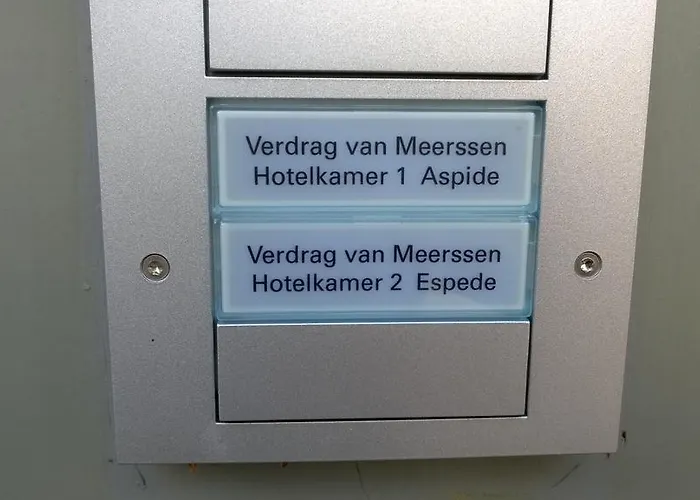 Verdrag van Meerssen
Hotelkamer 1 Aspide
Verdrag van Meerssen
Hotelkamer 2 Espede